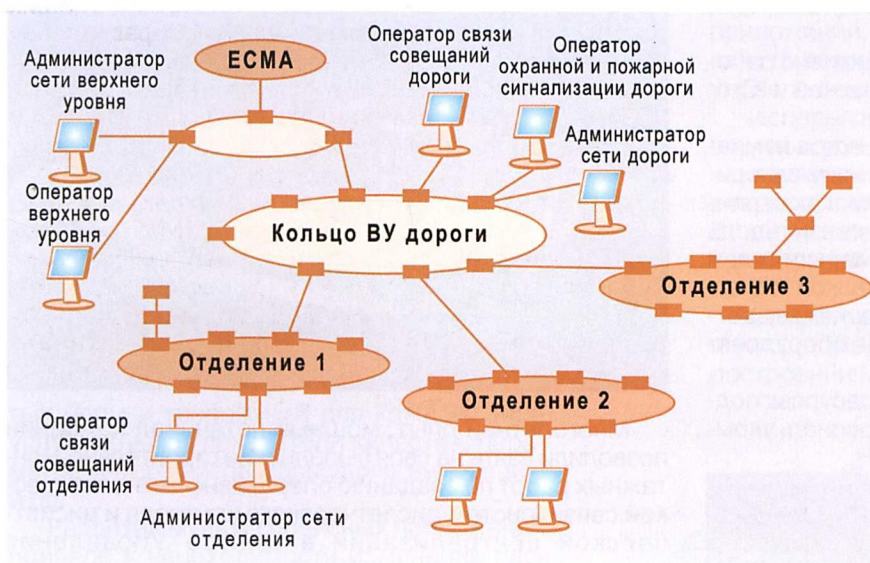 ЕСМА
Администратор
сети верхнего
уровня
Оператор связи
совещаний
дороги
Оператор
охранной и пожарной
сигнализации дороги
Администратор
сети дороги
Оператор
верхнего
уровня
Кольцо ВУ дороги
Отделение 3
Отделение 1
Отделение 2
Оператор
связи
совещаний
отделения
Администратор сети
отделения